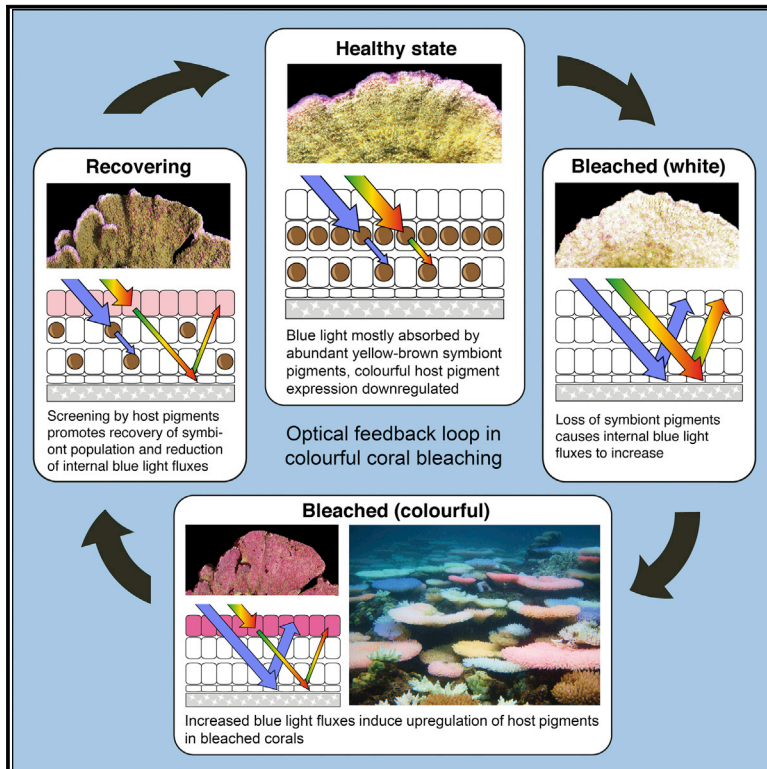 Healthy state
Blue light mostly absorbed by
abundant yellow-brown symbiont
pigments, colourful host pigment
expression downregulated
Bleached (white)
Loss of symbiont pigments
causes internal blue light
fluxes to increase
Bleached (colourful)
Increased blue light fluxes induce upregulation of host pigments
in bleached corals
Recovering
Screening by host pigments
promotes recovery of symbi-
ont population and reduction
of internal blue light fluxes
Optical feedback loop in
colourful coral bleaching